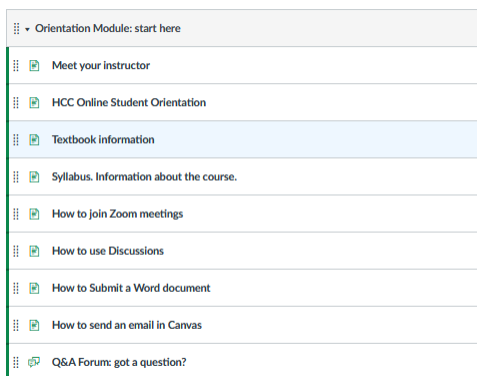 Orientation Module: start here
Meet your instructor
HCC Online Student Orientation
Textbook information
Syllabus. Information about the course.
How to join Zoom meetings
How to use Discussions
How to Submit a Word document
How to send an email in Canvas
Q&A Forum: got a question?